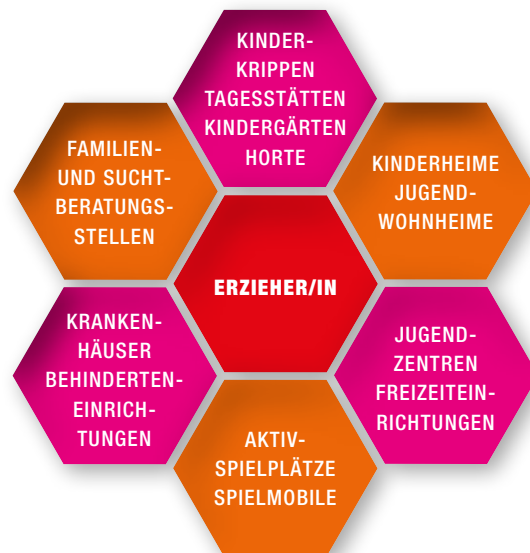 KINDER-
KRIPPEN
TAGESSTÄTTEN
KINDERGÄRTEN
HORTE
FAMILIEN-
UND SUCHT-
BERATUNGS-
STELLEN
KINDERHEIME
JUGEND-
WOHNHEIME
ERZIEHER/IN
KRANKEN-
HÄUSER
BEHINDERTEN-
EINRICH-
TUNGEN
JUGEND-
ZENTREN
FREIZEITEIN-
RICHTUNGEN
AKTIV-
SPIELPLÄTZE
SPIELMOBILE